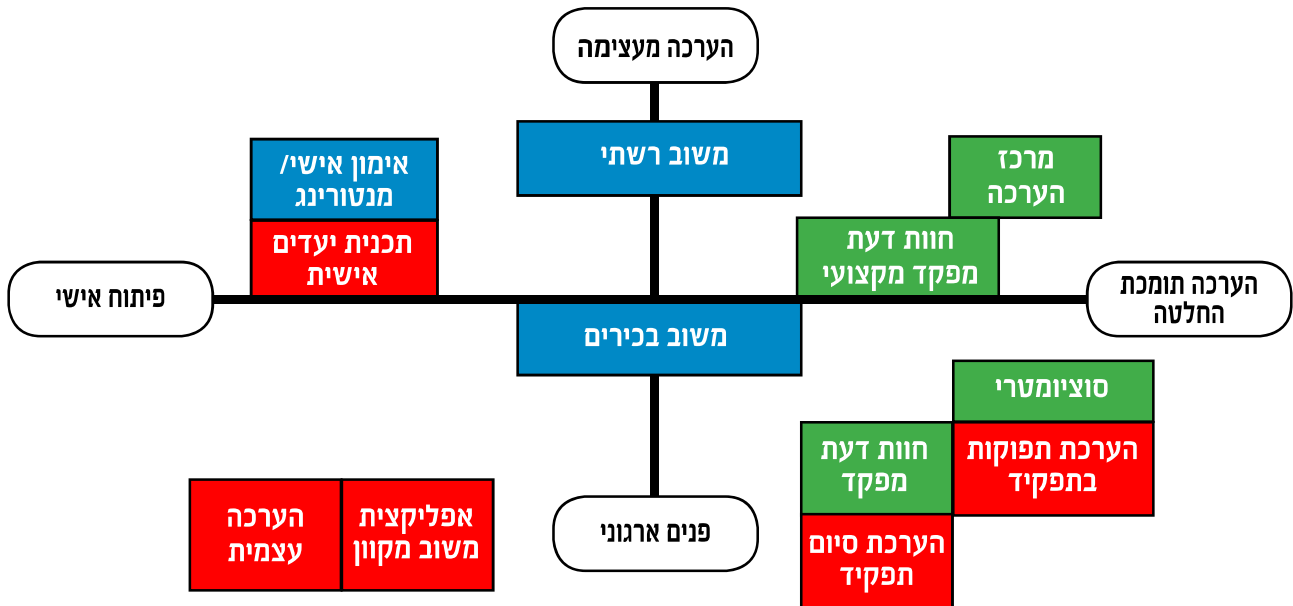 הערכה מעצימה
משוב רשתי
מרכז
הערכה
אימון אישי/
מנטורינג
חוות דעת
מפקד מקצועי
תכנית יעדים
אישית
הערכה תומכת
החלטה
פיתוח אישי
משוב בכירים
סוציומטרי
הערכת תפוקות
בתפקיד
חוות דעת
מפקד
פנים ארגוני
אפליקצית
משוב מקוון
הערכה
עצמית
הערכת סיום
תפקיד